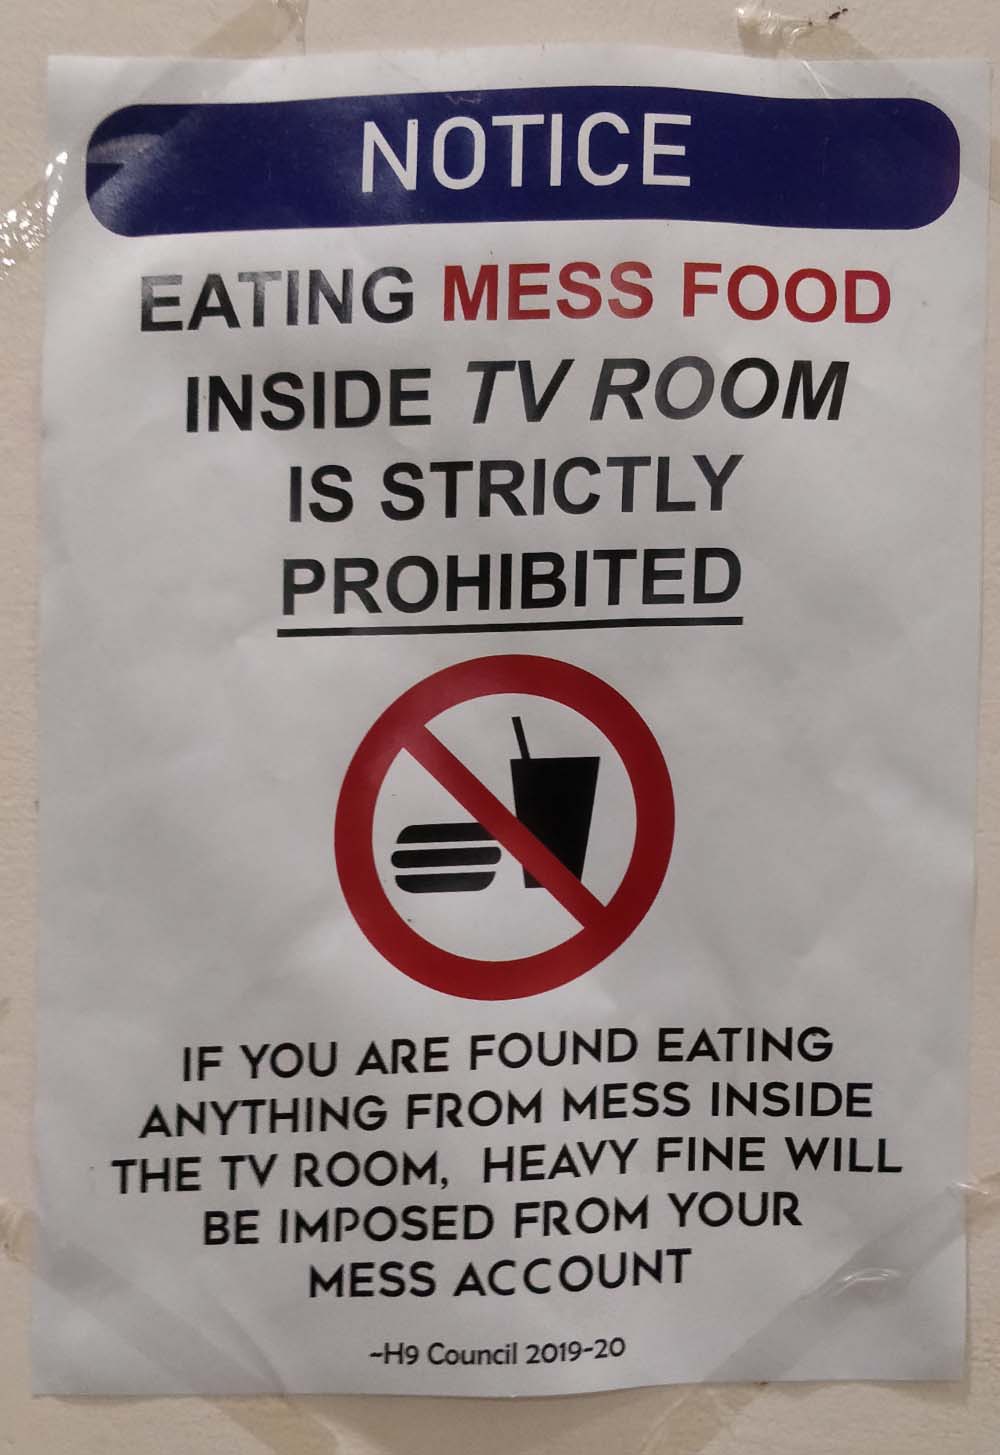 NOTICE
EATING MESS FOOD
INSIDE TV ROOM
IS STRICTLY
PROHIBITED
IF YOU ARE FOUND EATING
ANYTHING FROM MESS INSIDE
THE TV ROOM, HEAVY FINE WILL
BE IMPOSED FROM YOUR
MESS ACCOUNT
~H9 Council 2019-20